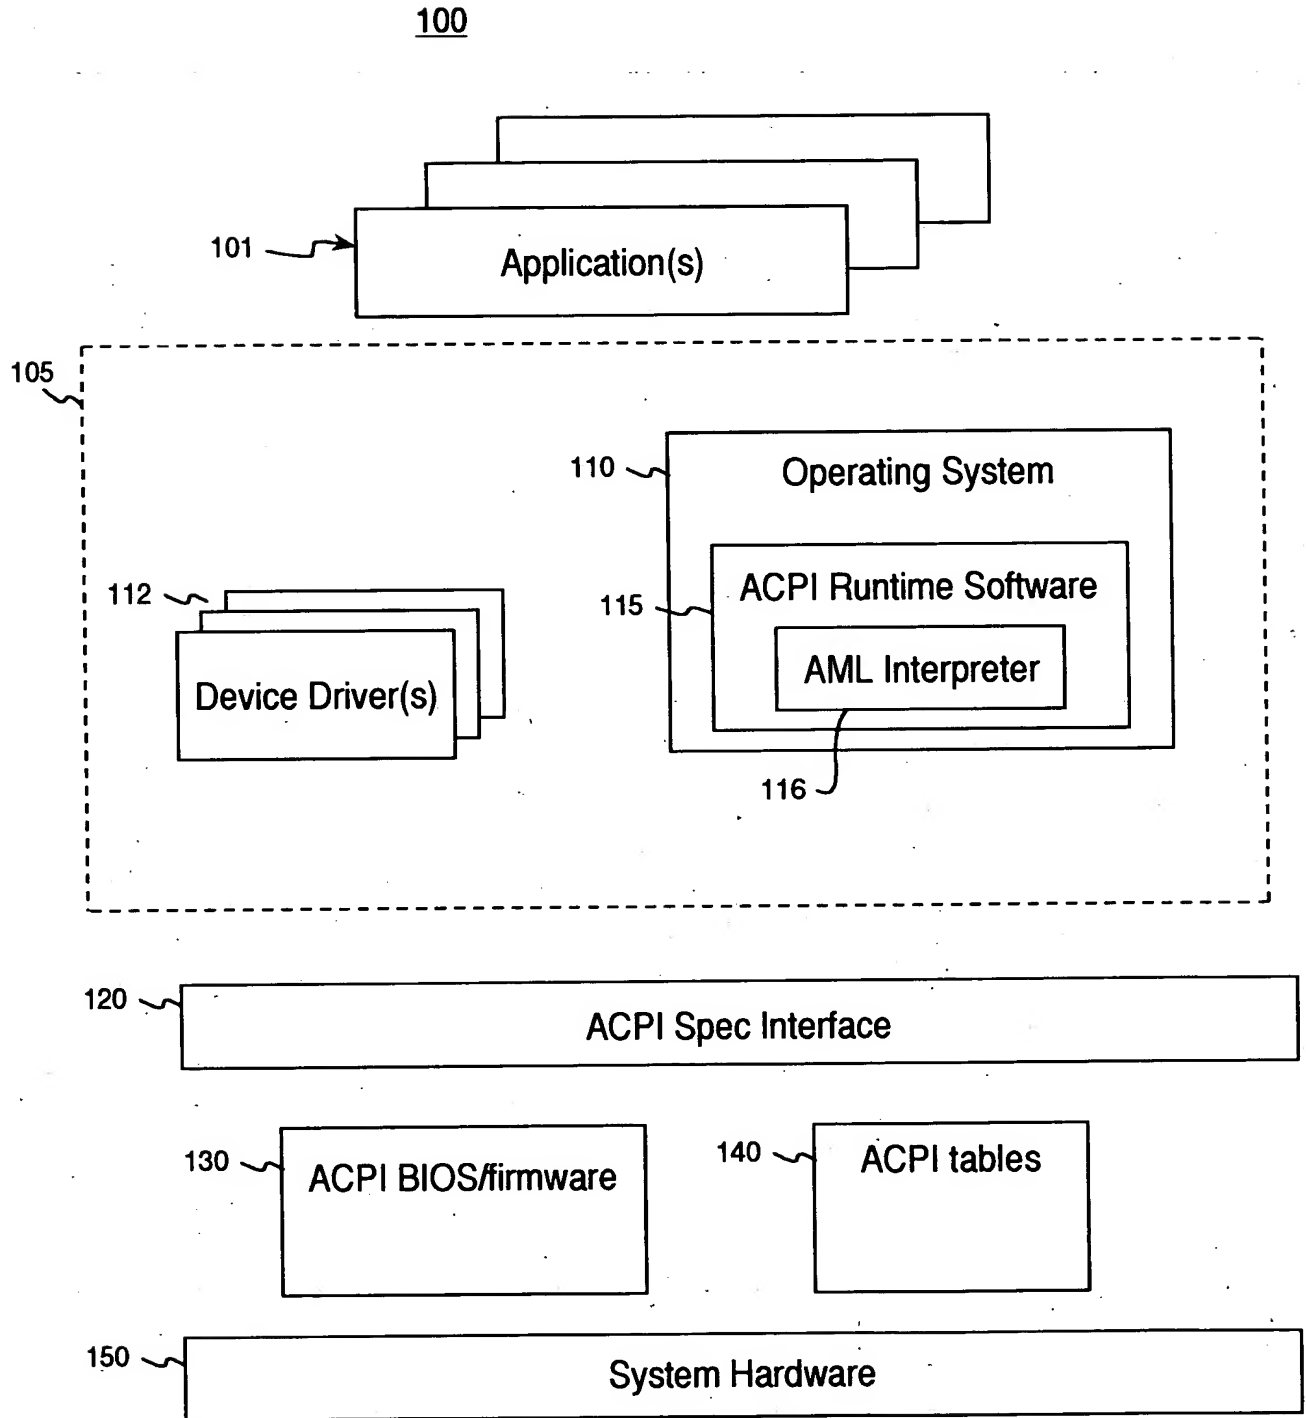 100
101
Application(s)
105
110
Operating System
112
115
ACPI Runtime Software
AML Interpreter
Device Driver(s)
116
120
ACPI Spec Interface
130
ACPI BIOS/firmware
140
ACPI tables
150
System Hardware